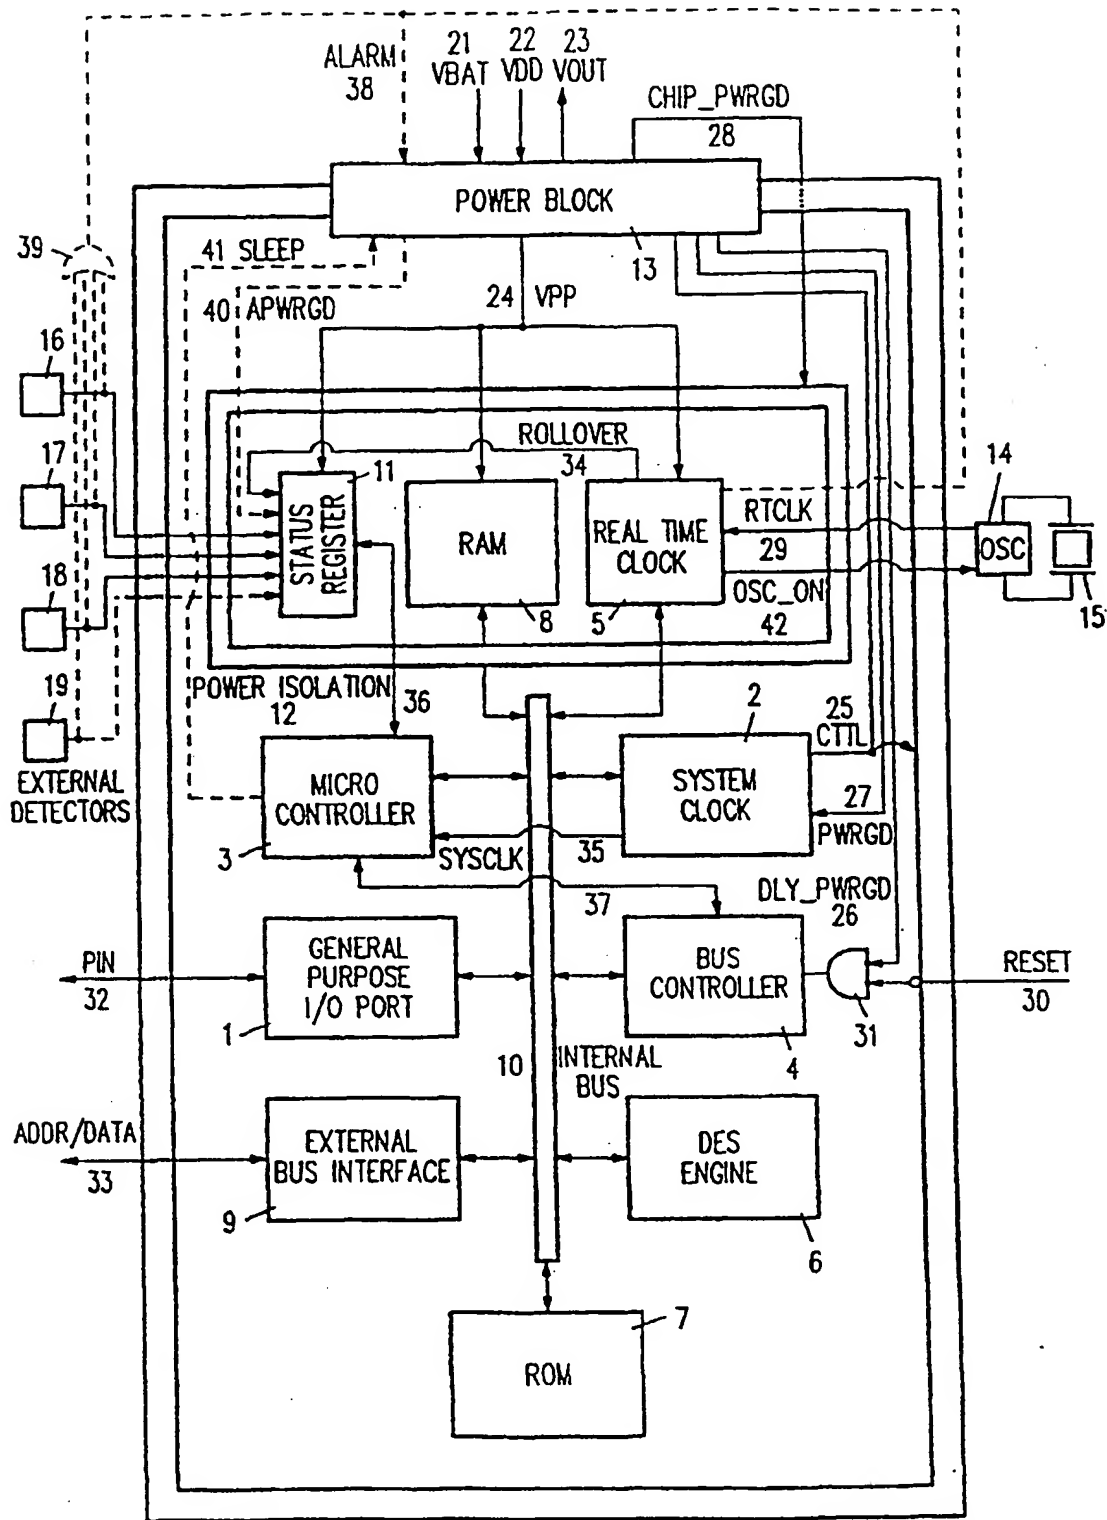 ALARM
38
21
VBAT
22
VDD
23
VOUT
CHIP_PWRGD
28
POWER BLOCK
13
39
41 SLEEP
40 APWRGD
24 VPP
16
17
18
19
EXTERNAL
DETECTORS
ROLLOVER
34
11
STATUS
REGISTER
RAM
8
REAL TIME
CLOCK
5
RTCLK
29
OSC_ON
42
14
OSC
15
POWER ISOLATION
12
36
MICRO
CONTROLLER
3
SYSCLK
35
2
SYSTEM
CLOCK
25
CTTL
27
PWRGD
37
DLY_PWRGD
26
PIN
32
GENERAL
PURPOSE
I/O PORT
1
BUS
CONTROLLER
4
31
RESET
30
10
INTERNAL
BUS
ADDR/DATA
33
EXTERNAL
BUS INTERFACE
9
DES
ENGINE
6
7
ROM